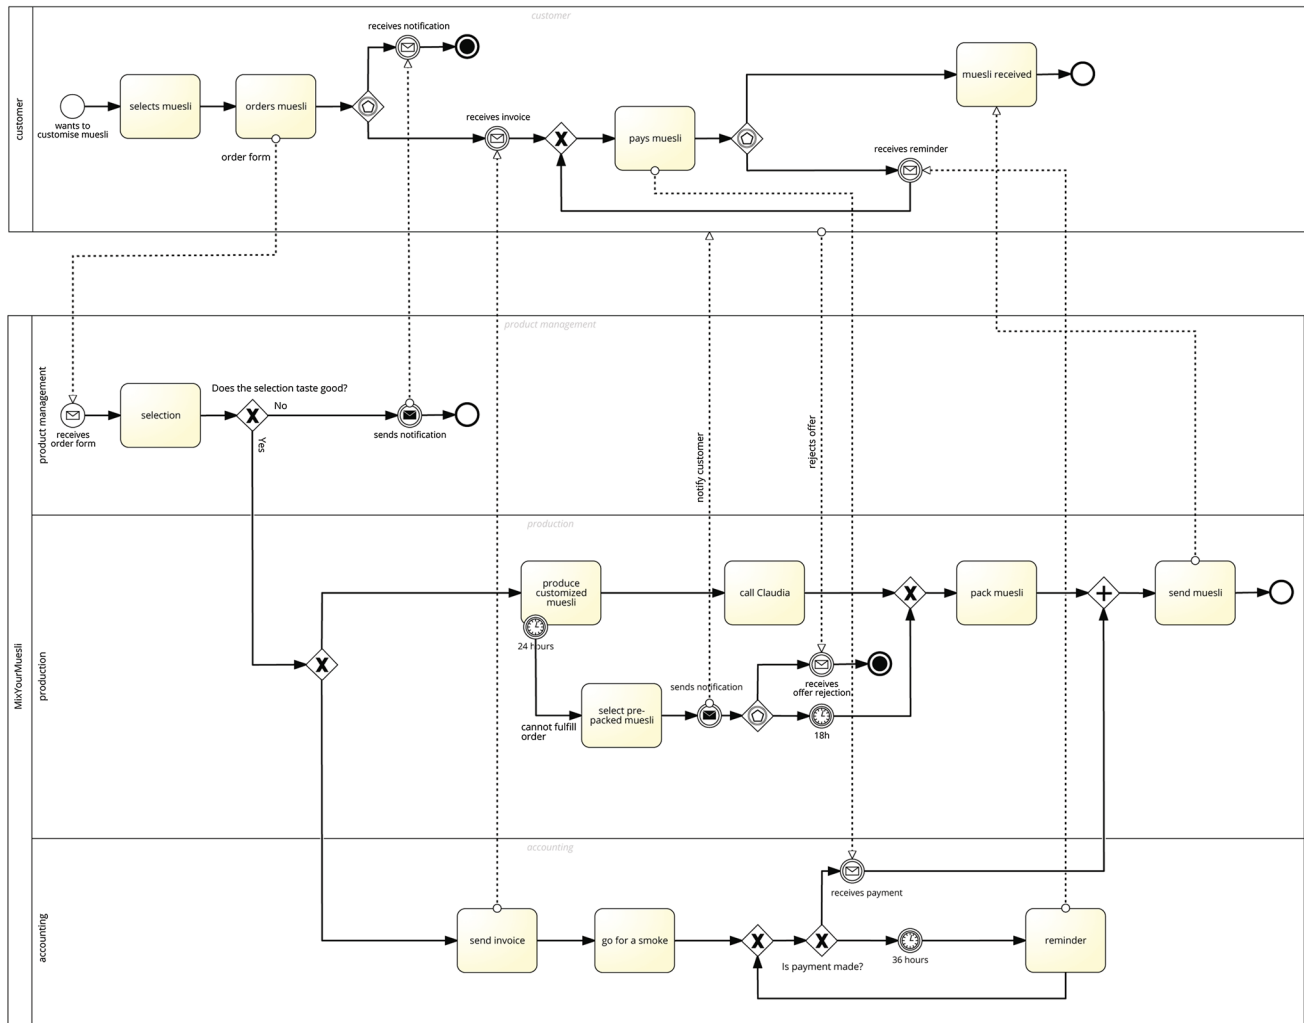 customer
customer
receives notification
selects muesli
orders muesli
wants to
customise muesli
order form
receives invoice
pays muesli
receives reminder
muesli received
MixYourMuesli
product management
product management
receives
order form
selection
Does the selection taste good?
No
Yes
sends notification
notify customer
rejects offer
production
production
produce
customized
muesli
24 hours
call Claudia
pack muesli
send muesli
cannot fulfill
order
select pre-
packed muesli
sends notification
receives
offer rejection
18h
accounting
accounting
send invoice
go for a smoke
Is payment made?
receives payment
36 hours
reminder